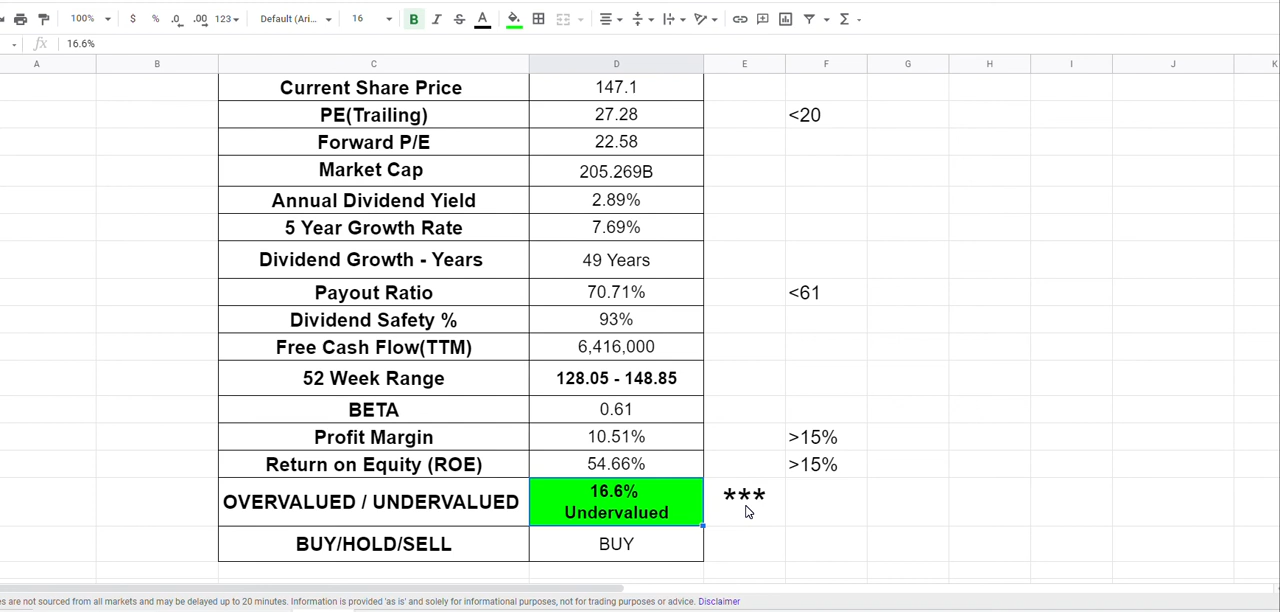 100%
$ % .0 .00 123
Default (Ari...
16
B I S A
fx 16.6%
A B C D E F G H I J K
Current Share Price 147.1
PE(Trailing) 27.28 <20
Forward P/E 22.58
Market Cap 205.269B
Annual Dividend Yield 2.89%
5 Year Growth Rate 7.69%
Dividend Growth - Years 49 Years
Payout Ratio 70.71% <61
Dividend Safety % 93%
Free Cash Flow(TTM) 6,416,000
52 Week Range 128.05 - 148.85
BETA 0.61
Profit Margin 10.51% >15%
Return on Equity (ROE) 54.66% >15%
OVERVALUED / UNDERVALUED 16.6%
Undervalued ***
BUY/HOLD/SELL BUY
es are not sourced from all markets and may be delayed up to 20 minutes. Information is provided 'as is' and solely for informational purposes, not for trading purposes or advice. Disclaimer